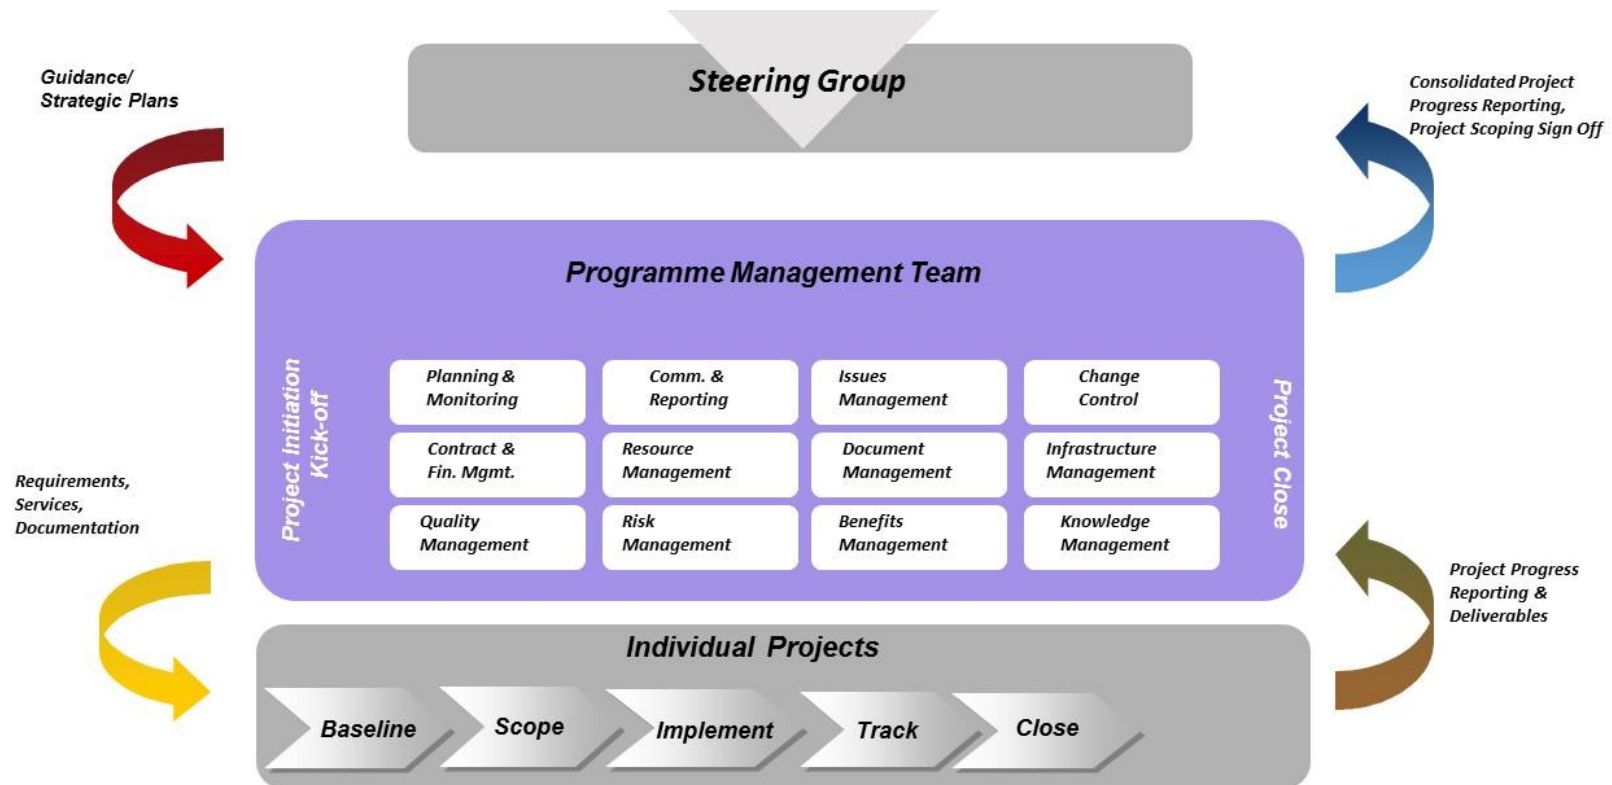 Steering Group
Guidance/
Strategic Plans
Consolidated Project
Progress Reporting,
Project Scoping Sign Off
Programme Management Team
Project Initiation
Kick-off
Planning &
Monitoring
Comm. &
Reporting
Issues
Management
Change
Control
Contract &
Fin. Mgmt.
Resource
Management
Document
Management
Infrastructure
Management
Quality
Management
Risk
Management
Benefits
Management
Knowledge
Management
Project Close
Requirements,
Services,
Documentation
Project Progress
Reporting &
Deliverables
Individual Projects
Baseline
Scope
Implement
Track
Close